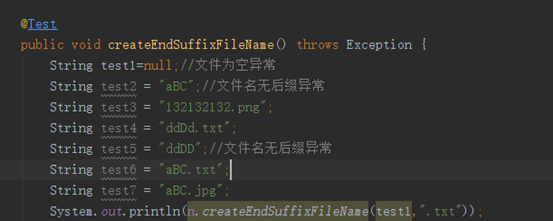 @Test
public void createEndSuffixFileName() throws Exception {
String test1=null;//文件为空异常
String test2 = "aBC";//文件名无后缀异常
String test3 = "132132132.png";
String test4 = "ddDd.txt";
String test5 = "ddDD";//文件名无后缀异常
String test6 = "aBC.txt";
String test7 = "aBC.jpg";
System.out.println(n.createEndSuffixFileName(test1,".txt"));